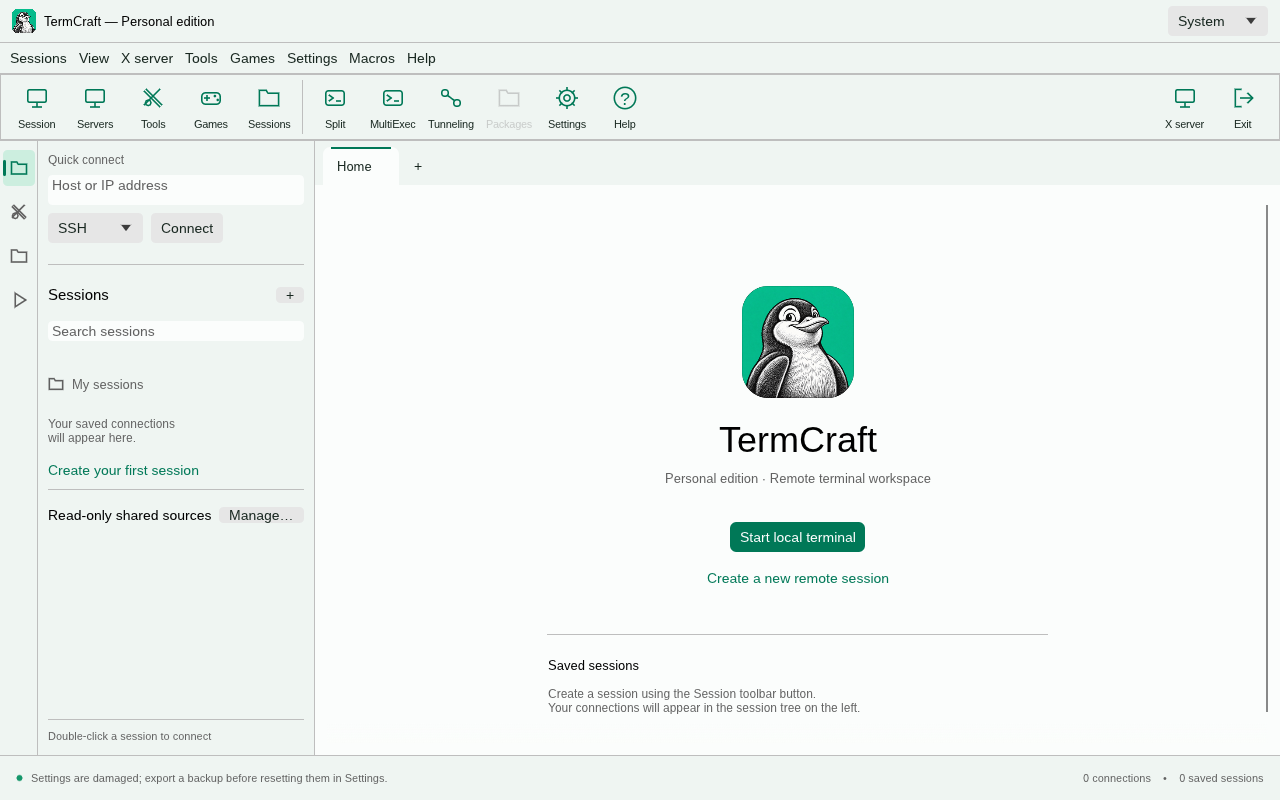 TermCraft — Personal edition
System
Sessions View X server Tools Games Settings Macros Help
Session Servers Tools Games Sessions Split MultiExec Tunneling Packages Settings Help X server Exit
Quick connect
Host or IP address
SSH Connect
Sessions +
Search sessions
My sessions
Your saved connections
will appear here.
Create your first session
Read-only shared sources Manage…
Double-click a session to connect
Home +
TermCraft
Personal edition · Remote terminal workspace
Start local terminal
Create a new remote session
Saved sessions
Create a session using the Session toolbar button.
Your connections will appear in the session tree on the left.
Settings are damaged; export a backup before resetting them in Settings.
0 connections • 0 saved sessions